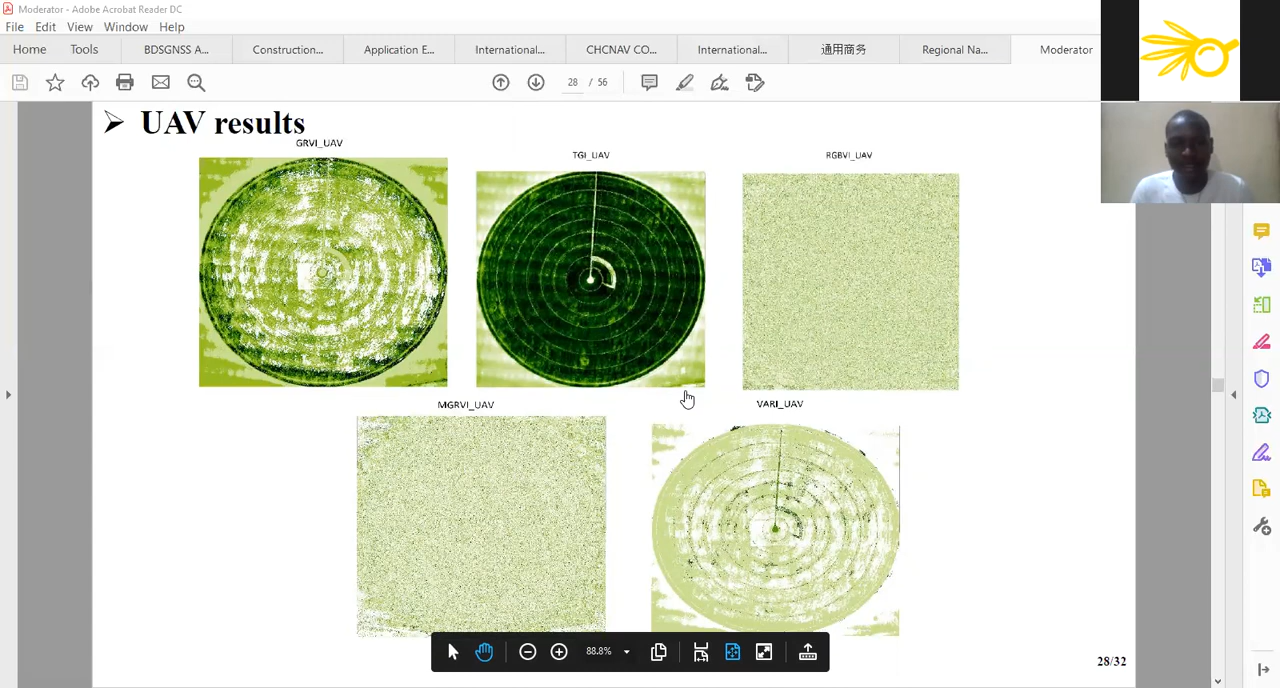 Moderator - Adobe Acrobat Reader DC
File Edit View Window Help
Home Tools BDSGNSS A... Construction... Application E... International... CHCNAV CO... International... 通用商务 Regional Na... Moderator
28 / 56
UAV results
GRVI_UAV
TGI_UAV
RGBVI_UAV
MGRVI_UAV
VARI_UAV
88.8%
28/32